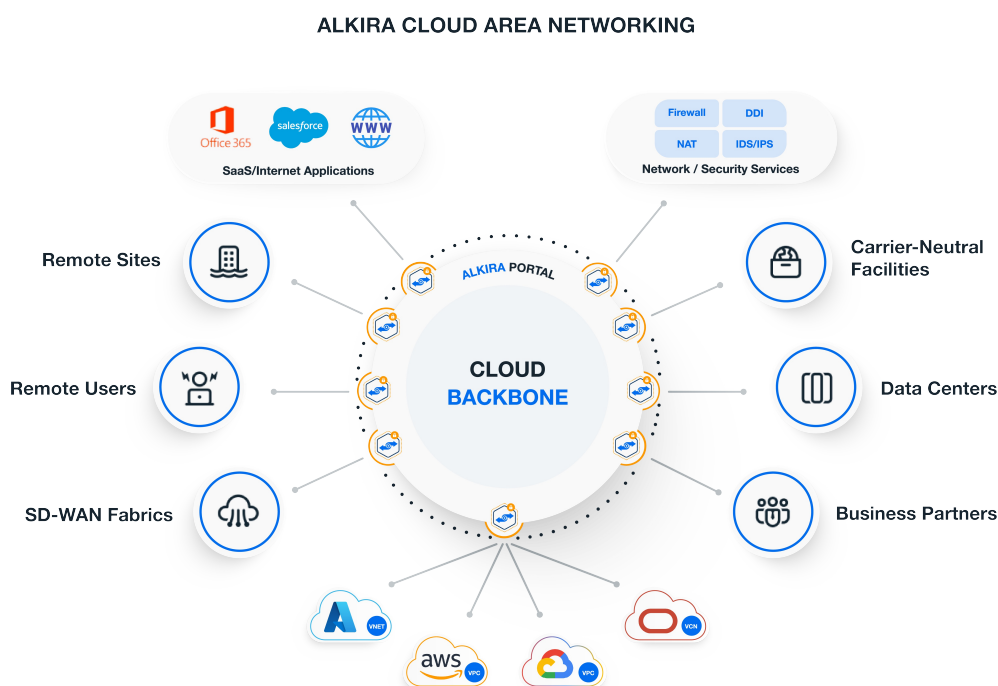 ALKIRA CLOUD AREA NETWORKING
Office 365
salesforce
WWW
SaaS/Internet Applications
Firewall
DDI
NAT
IDS/IPS
Network / Security Services
Remote Sites
Carrier-Neutral
Facilities
ALKIRA PORTAL
CLOUD
BACKBONE
Remote Users
Data Centers
SD-WAN Fabrics
Business Partners
VNET
aws
VPC
VPC
VCN